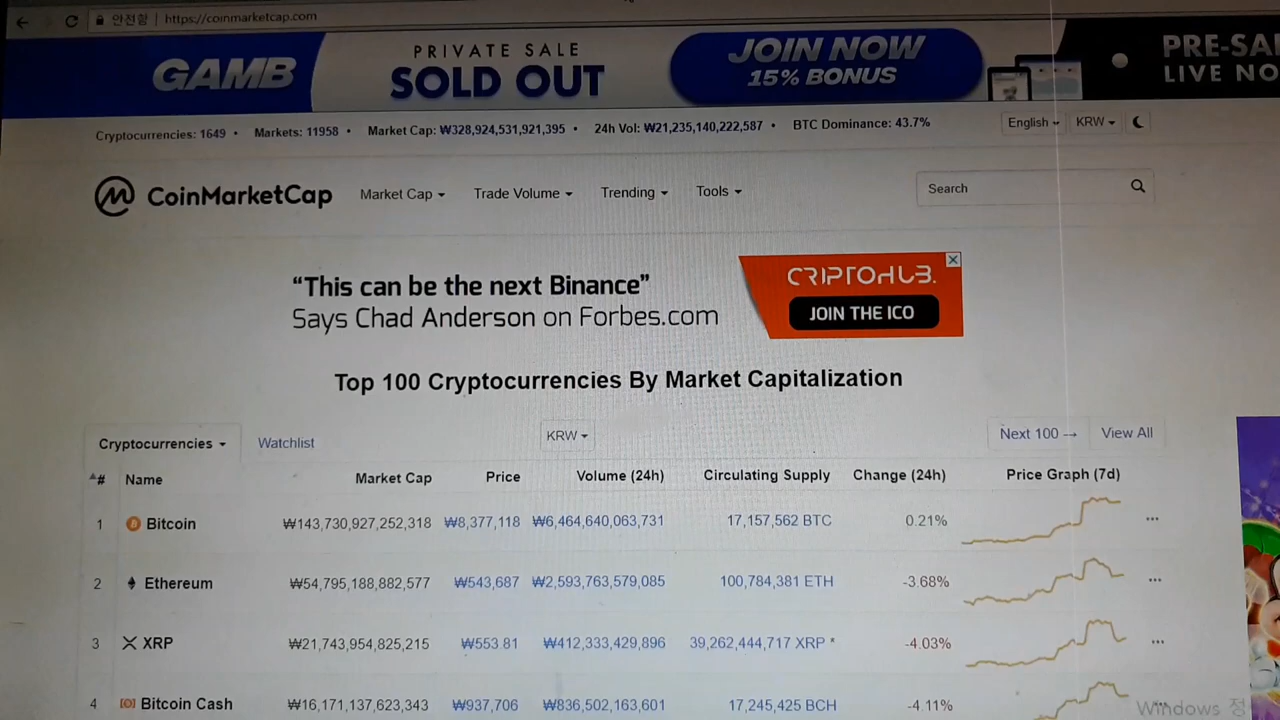 안전함 | https://coinmarketcap.com
GAMB PRIVATE SALE SOLD OUT JOIN NOW 15% BONUS PRE-SA LIVE NO
Cryptocurrencies: 1649 • Markets: 11958 • Market Cap: ₩328,924,531,921,395 • 24h Vol: ₩21,235,140,222,587 • BTC Dominance: 43.7% English KRW
CoinMarketCap Market Cap Trade Volume Trending Tools Search
“This can be the next Binance”
Says Chad Anderson on Forbes.com
CRIPTOHUB.
JOIN THE ICO
Top 100 Cryptocurrencies By Market Capitalization
Cryptocurrencies Watchlist KRW Next 100 → View All
# Name Market Cap Price Volume (24h) Circulating Supply Change (24h) Price Graph (7d)
1 Bitcoin ₩143,730,927,252,318 ₩8,377,118 ₩6,464,640,063,731 17,157,562 BTC 0.21% ...
2 Ethereum ₩54,795,188,882,577 ₩543,687 ₩2,593,763,579,085 100,784,381 ETH -3.68% ...
3 XRP ₩21,743,954,825,215 ₩553.81 ₩412,333,429,896 39,262,444,717 XRP * -4.03% ...
4 Bitcoin Cash ₩16,171,137,623,343 ₩937,706 ₩836,502,163,601 17,245,425 BCH -4.11%
Windows 정